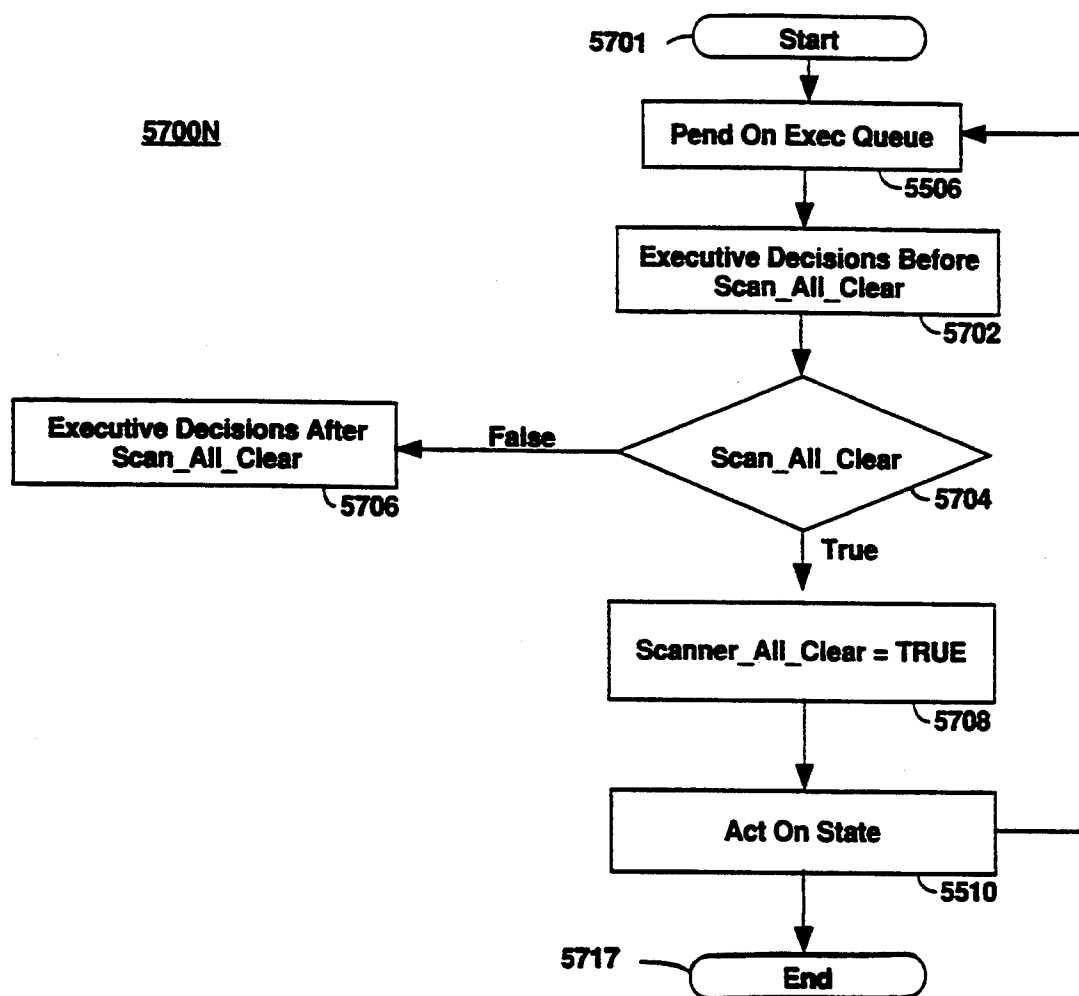 5701
Start
5700N
Pend On Exec Queue
5506
Executive Decisions Before
Scan_All_Clear
5702
Executive Decisions After
Scan_All_Clear
5706
False
Scan_All_Clear
5704
True
Scanner_All_Clear = TRUE
5708
Act On State
5510
5717
End